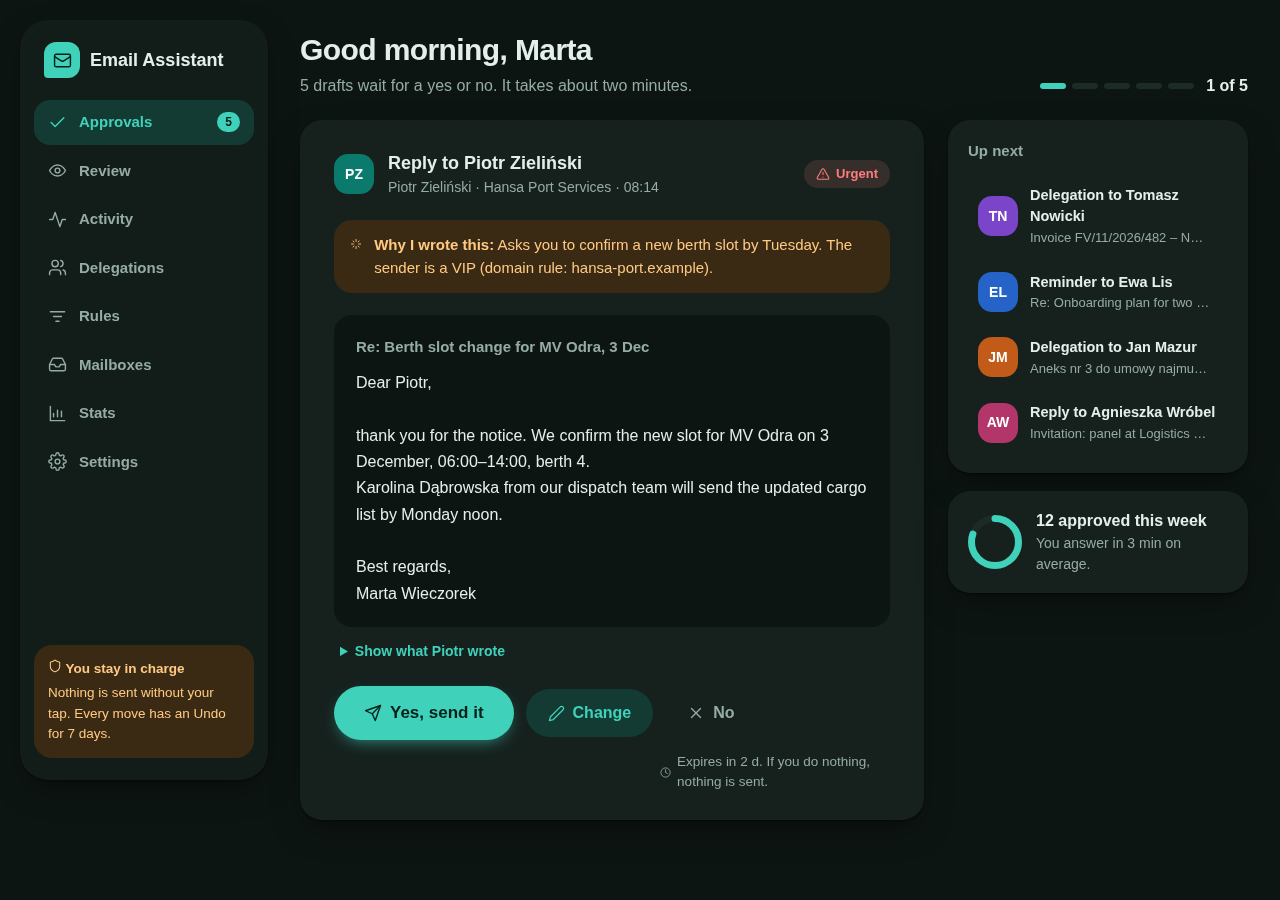 Email Assistant
Approvals
5
Review
Activity
Delegations
Rules
Mailboxes
Stats
Settings
You stay in charge
Nothing is sent without your
tap. Every move has an Undo
for 7 days.
Good morning, Marta
5 drafts wait for a yes or no. It takes about two minutes.
1 of 5
PZ
Reply to Piotr Zieliński
Piotr Zieliński · Hansa Port Services · 08:14
Urgent
Why I wrote this: Asks you to confirm a new berth slot by Tuesday. The
sender is a VIP (domain rule: hansa-port.example).
Re: Berth slot change for MV Odra, 3 Dec
Dear Piotr,
thank you for the notice. We confirm the new slot for MV Odra on 3
December, 06:00–14:00, berth 4.
Karolina Dąbrowska from our dispatch team will send the updated cargo
list by Monday noon.
Best regards,
Marta Wieczorek
Show what Piotr wrote
Yes, send it
Change
No
Expires in 2 d. If you do nothing,
nothing is sent.
Up next
TN
Delegation to Tomasz
Nowicki
Invoice FV/11/2026/482 – N…
EL
Reminder to Ewa Lis
Re: Onboarding plan for two …
JM
Delegation to Jan Mazur
Aneks nr 3 do umowy najmu…
AW
Reply to Agnieszka Wróbel
Invitation: panel at Logistics …
12 approved this week
You answer in 3 min on
average.